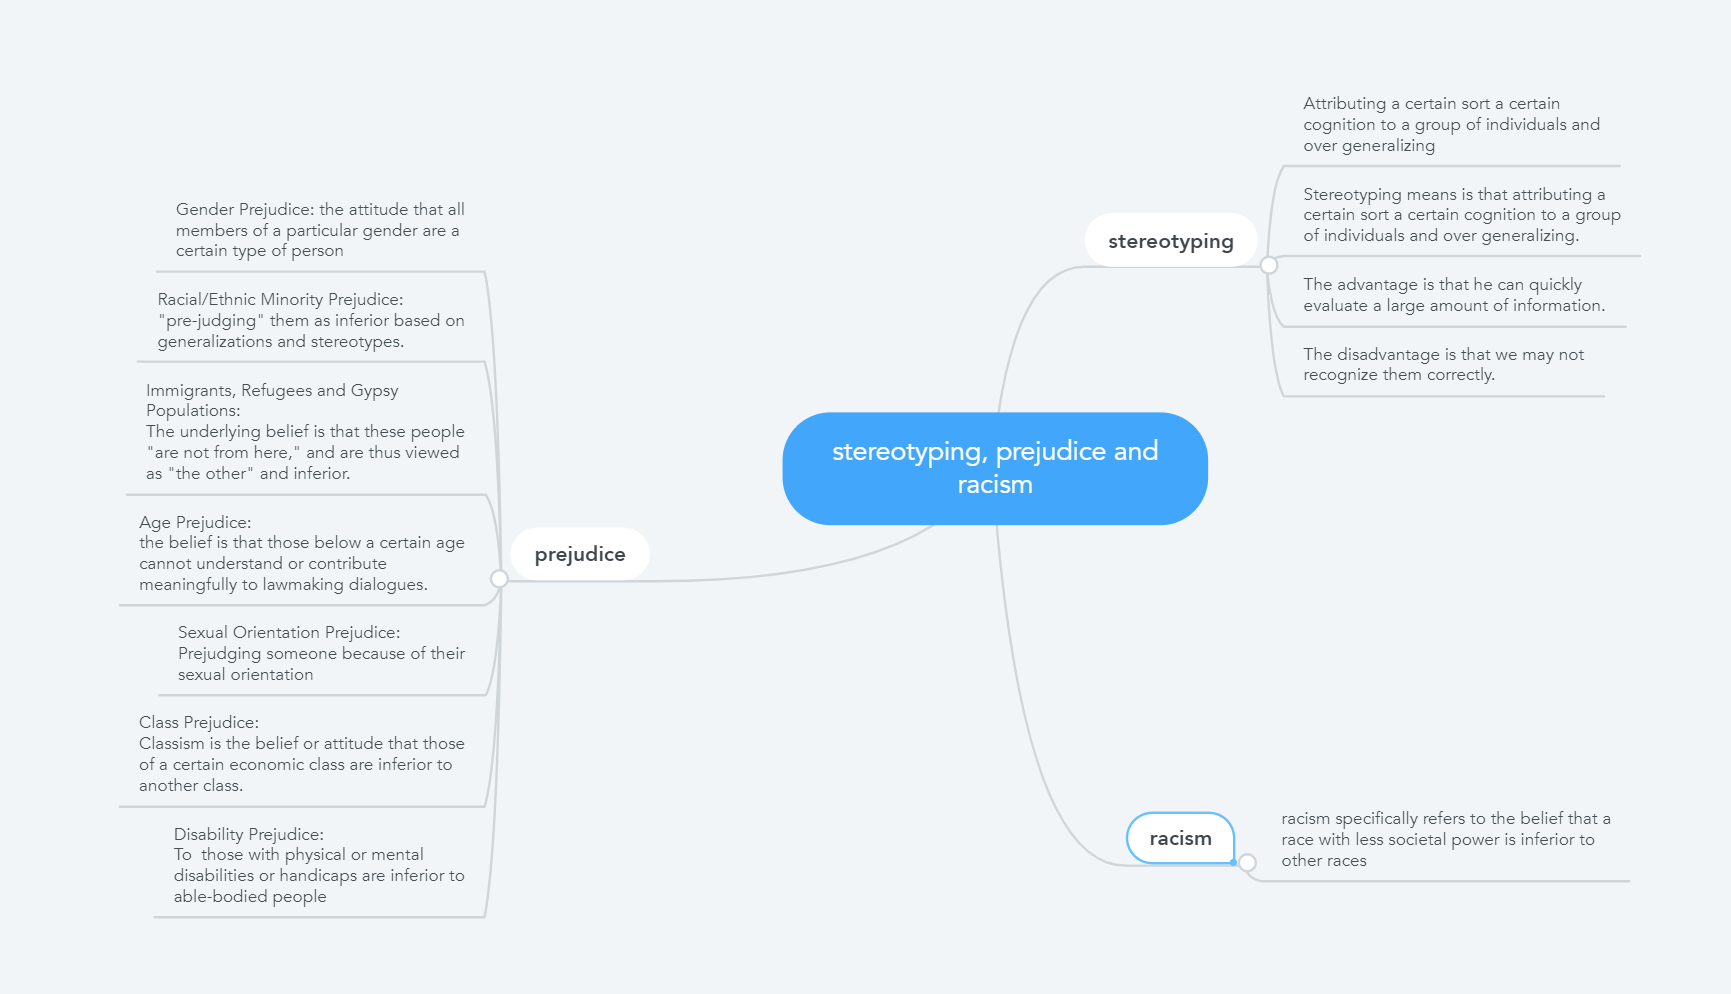 stereotyping, prejudice and
racism
stereotyping
Attributing a certain sort a certain
cognition to a group of individuals and
over generalizing
Stereotyping means is that attributing a
certain sort a certain cognition to a group
of individuals and over generalizing.
The advantage is that he can quickly
evaluate a large amount of information.
The disadvantage is that we may not
recognize them correctly.
prejudice
Gender Prejudice: the attitude that all
members of a particular gender are a
certain type of person
Racial/Ethnic Minority Prejudice:
"pre-judging" them as inferior based on
generalizations and stereotypes.
Immigrants, Refugees and Gypsy
Populations:
The underlying belief is that these people
"are not from here," and are thus viewed
as "the other" and inferior.
Age Prejudice:
the belief is that those below a certain age
cannot understand or contribute
meaningfully to lawmaking dialogues.
Sexual Orientation Prejudice:
Prejudging someone because of their
sexual orientation
Class Prejudice:
Classism is the belief or attitude that those
of a certain economic class are inferior to
another class.
Disability Prejudice:
To  those with physical or mental
disabilities or handicaps are inferior to
able-bodied people
racism
racism specifically refers to the belief that a
race with less societal power is inferior to
other races